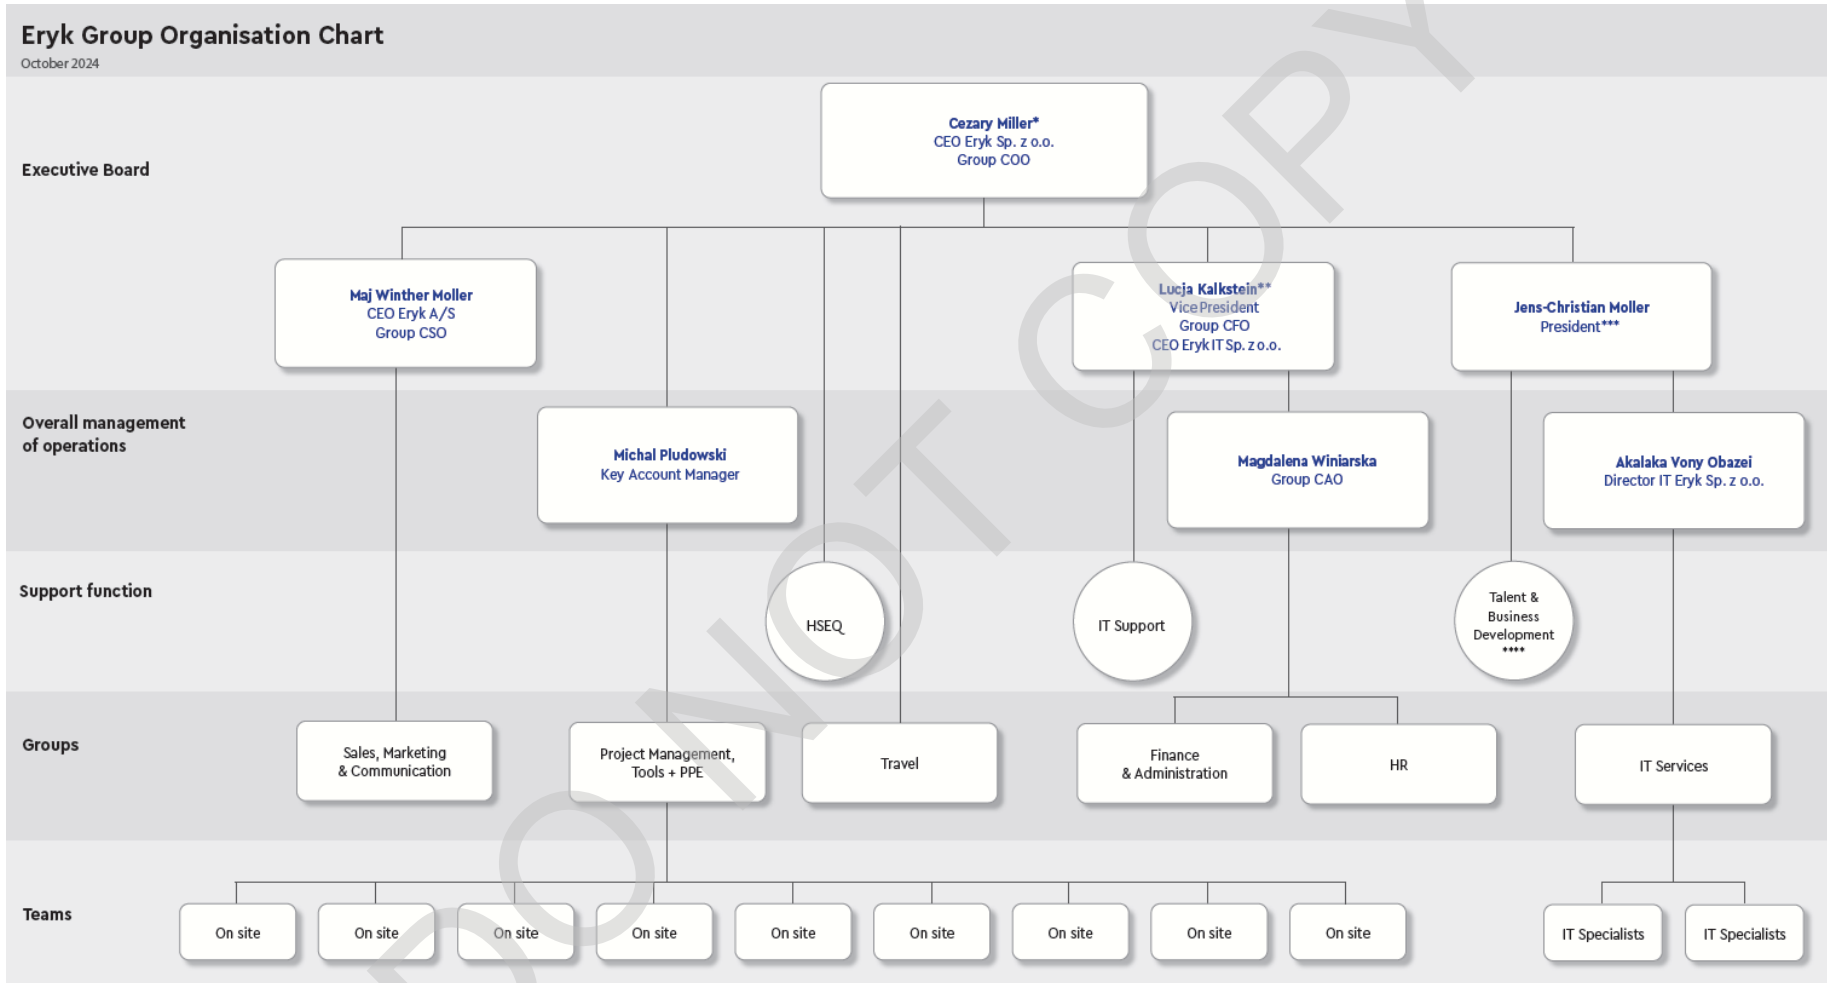 Eryk Group Organisation Chart
October 2024
Executive Board
Cezary Miller*
CEO Eryk Sp. z o.o.
Group COO
Maj Winther Moller
CEO Eryk A/S
Group CSO
Lucja Kalkstein**
Vice President
Group CFO
CEO Eryk IT Sp. z o.o.
Jens-Christian Moller
President***
Overall management
of operations
Michal Pludowski
Key Account Manager
Magdalena Winiarska
Group CAO
Akalaka Vony Obazei
Director IT Eryk Sp. z o.o.
Support function
HSEQ
IT Support
Talent &
Business
Development
****
Groups
Sales, Marketing
& Communication
Project Management,
Tools + PPE
Travel
Finance
& Administration
HR
IT Services
Teams
On site
On site
On site
On site
On site
On site
On site
On site
On site
IT Specialists
IT Specialists
DO NOT COPY